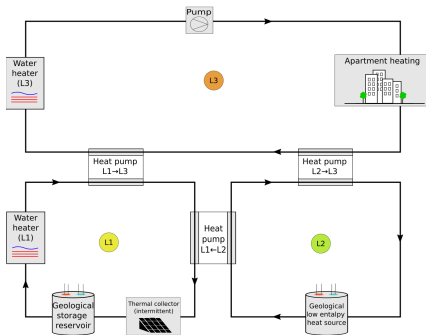 Pump
Water
heater
(L3)
L3
Apartment heating
Heat pump
L1→L3
Heat pump
L2→L3
Water
heater
(L1)
L1
Heat
pump
L1←L2
L2
Geological
storage
reservoir
Thermal collector
(intermittent)
Geological
low entalpy
heat source